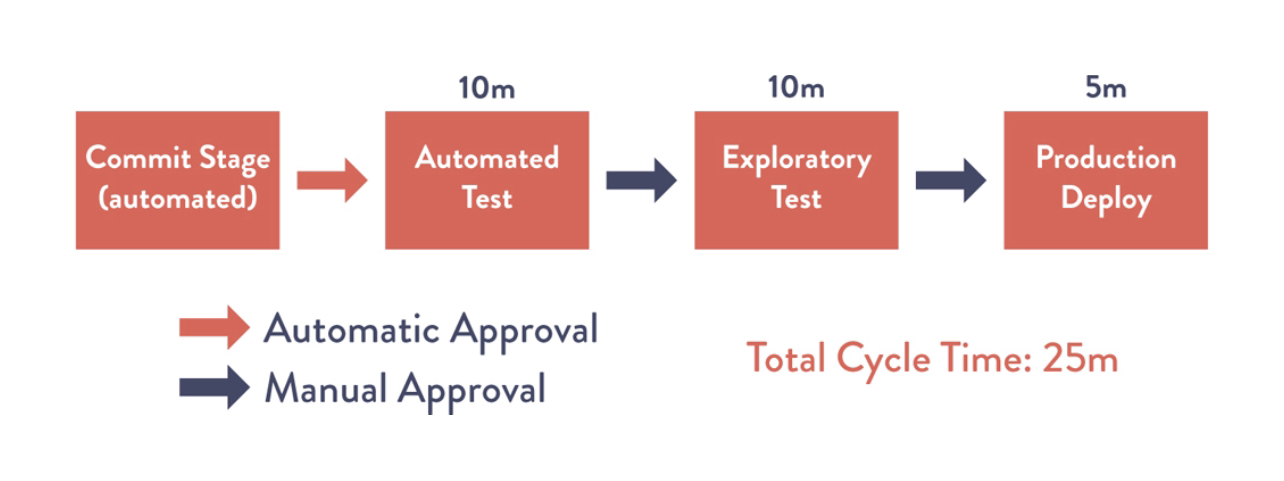 10m
10m
5m
Commit Stage
(automated)
Automated
Test
Exploratory
Test
Production
Deploy
Automatic Approval
Manual Approval
Total Cycle Time: 25m